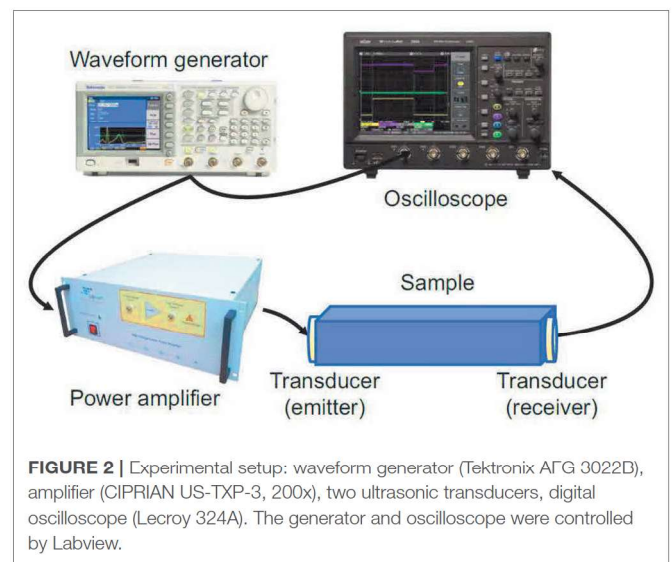 Waveform generator
Tektronix
Oscilloscope
Sample
Power amplifier
Transducer
(emitter)
Transducer
(receiver)
FIGURE 2 | Experimental setup: waveform generator (Tektronix AFG 3022B),
amplifier (CIPRIAN US-TXP-3, 200x), two ultrasonic transducers, digital
oscilloscope (Lecroy 324A). The generator and oscilloscope were controlled
by Labview.